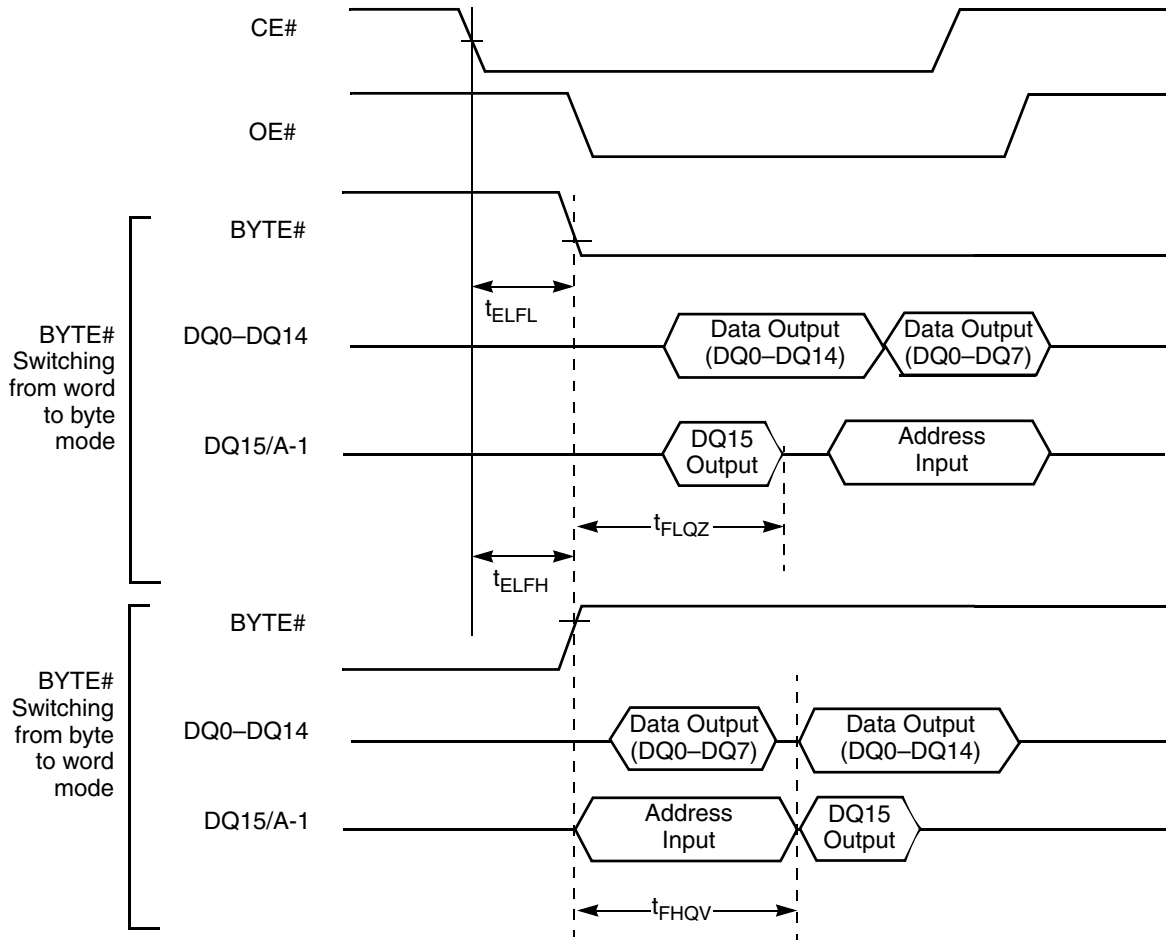 CE#
OE#
BYTE#
tELFL
BYTE#
Switching
from word
to byte
mode
DQ0–DQ14
Data Output
(DQ0–DQ14)
Data Output
(DQ0–DQ7)
DQ15/A-1
DQ15
Output
Address
Input
tFLQZ
tELFH
BYTE#
BYTE#
Switching
from byte
to word
mode
DQ0–DQ14
Data Output
(DQ0–DQ7)
Data Output
(DQ0–DQ14)
DQ15/A-1
Address
Input
DQ15
Output
tFHQV